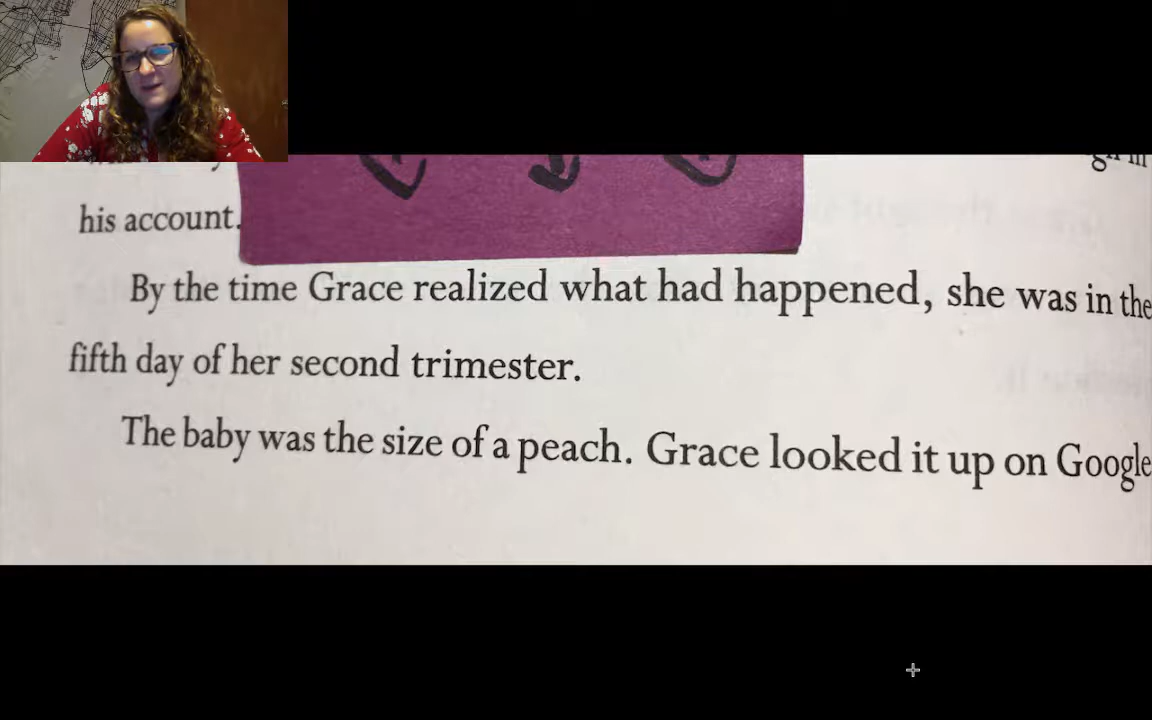 his account.
By the time Grace realized what had happened, she was in the
fifth day of her second trimester.
The baby was the size of a peach. Grace looked it up on Google